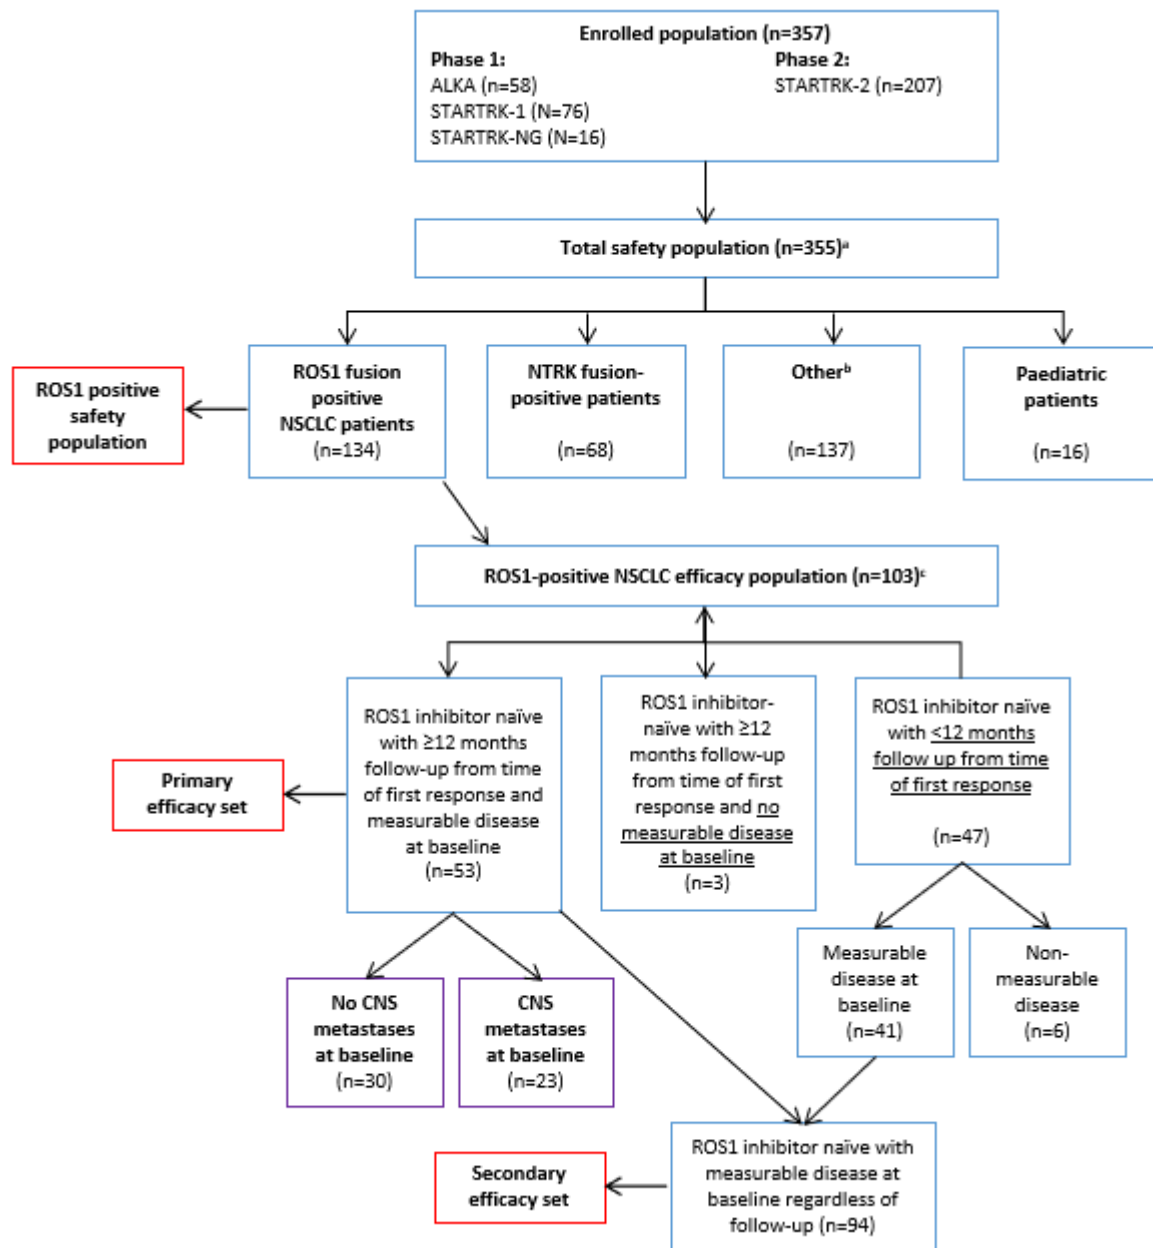 Enrolled population (n=357)
Phase 1:
ALKA (n=58)
STARTRK-1 (N=76)
STARTRK-NG (N=16)
Phase 2:
STARTRK-2 (n=207)
Total safety population (n=355)ᵃ
ROS1 positive
safety
population
ROS1 fusion
positive
NSCLC patients
(n=134)
NTRK fusion-
positive patients
(n=68)
Otherᵇ
(n=137)
Paediatric
patients
(n=16)
ROS1-positive NSCLC efficacy population (n=103)ᶜ
Primary
efficacy set
ROS1 inhibitor naïve
with ≥12 months
follow-up from time
of first response and
measurable disease
at baseline
(n=53)
ROS1 inhibitor-
naïve with ≥12
months follow-up
from time of first
response and no
measurable disease
at baseline
(n=3)
ROS1 inhibitor naïve
with <12 months
follow up from time
of first response
(n=47)
No CNS
metastases
at baseline
(n=30)
CNS
metastases
at baseline
(n=23)
Measurable
disease at
baseline
(n=41)
Non-
measurable
disease
(n=6)
Secondary
efficacy set
ROS1 inhibitor naïve with
measurable disease at
baseline regardless of
follow-up (n=94)